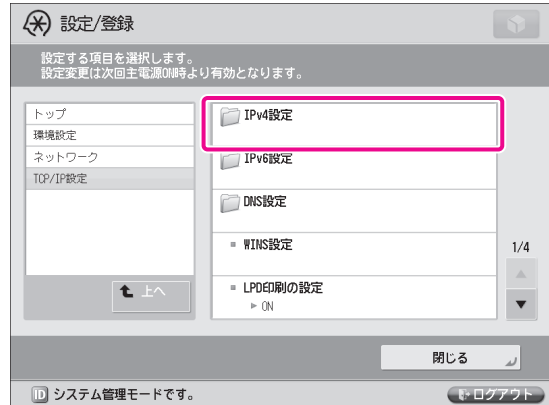 設定/登録
設定する項目を選択します。
設定変更は次回主電源ON時より有効となります。
トップ
環境設定
ネットワーク
TCP/IP設定
上へ
IPv4設定
IPv6設定
DNS設定
WINS設定
LPD印刷の設定
► ON
1/4
閉じる
ID システム管理モードです。
ログアウト